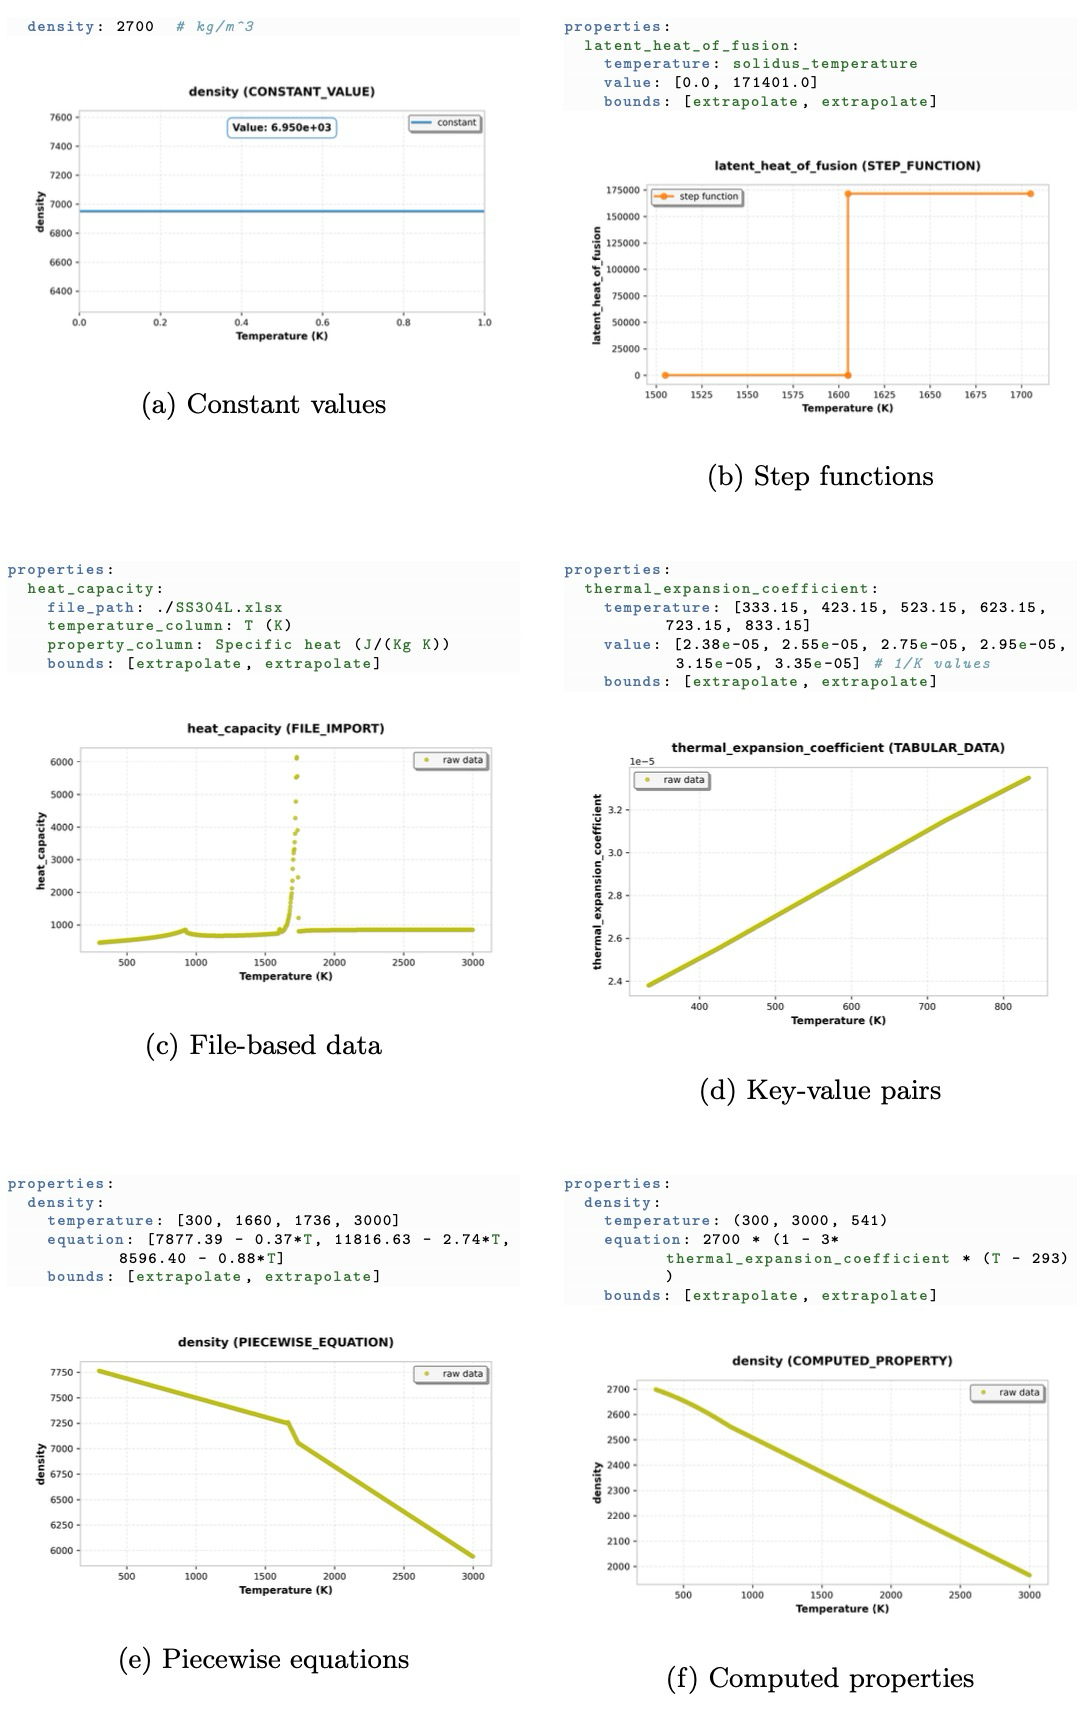 density: 2700  # kg/m^3
density (CONSTANT_VALUE)
7600
7400
7200
7000
6800
6600
6400
density
Value: 6.950e+03
constant
0.0 0.2 0.4 0.6 0.8 1.0
Temperature (K)
(a) Constant values
properties:
latent_heat_of_fusion:
temperature: solidus_temperature
value: [0.0, 171401.0]
bounds: [extrapolate, extrapolate]
latent_heat_of_fusion (STEP_FUNCTION)
175000
150000
125000
100000
75000
50000
25000
0
latent_heat_of_fusion
step function
1500 1525 1550 1575 1600 1625 1650 1675 1700
Temperature (K)
(b) Step functions
properties:
heat_capacity:
file_path: ./SS304L.xlsx
temperature_column: T (K)
property_column: Specific heat (J/(Kg K))
bounds: [extrapolate, extrapolate]
heat_capacity (FILE_IMPORT)
6000
5000
4000
3000
2000
1000
heat_capacity
raw data
500 1000 1500 2000 2500 3000
Temperature (K)
(c) File-based data
properties:
thermal_expansion_coefficient:
temperature: [333.15, 423.15, 523.15, 623.15,
723.15, 833.15]
value: [2.38e-05, 2.55e-05, 2.75e-05, 2.95e-05,
3.15e-05, 3.35e-05] # 1/K values
bounds: [extrapolate, extrapolate]
thermal_expansion_coefficient (TABULAR_DATA)
1e-5
3.2
3.0
2.8
2.6
2.4
thermal_expansion_coefficient
raw data
400 500 600 700 800
Temperature (K)
(d) Key-value pairs
properties:
density:
temperature: [300, 1660, 1736, 3000]
equation: [7877.39 - 0.37*T, 11816.63 - 2.74*T,
8596.40 - 0.88*T]
bounds: [extrapolate, extrapolate]
density (PIECEWISE_EQUATION)
7750
7500
7250
7000
6750
6500
6250
6000
density
raw data
500 1000 1500 2000 2500 3000
Temperature (K)
(e) Piecewise equations
properties:
density:
temperature: (300, 3000, 541)
equation: 2700 * (1 - 3*
thermal_expansion_coefficient * (T - 293)
)
bounds: [extrapolate, extrapolate]
density (COMPUTED_PROPERTY)
2700
2600
2500
2400
2300
2200
2100
2000
density
raw data
500 1000 1500 2000 2500 3000
Temperature (K)
(f) Computed properties